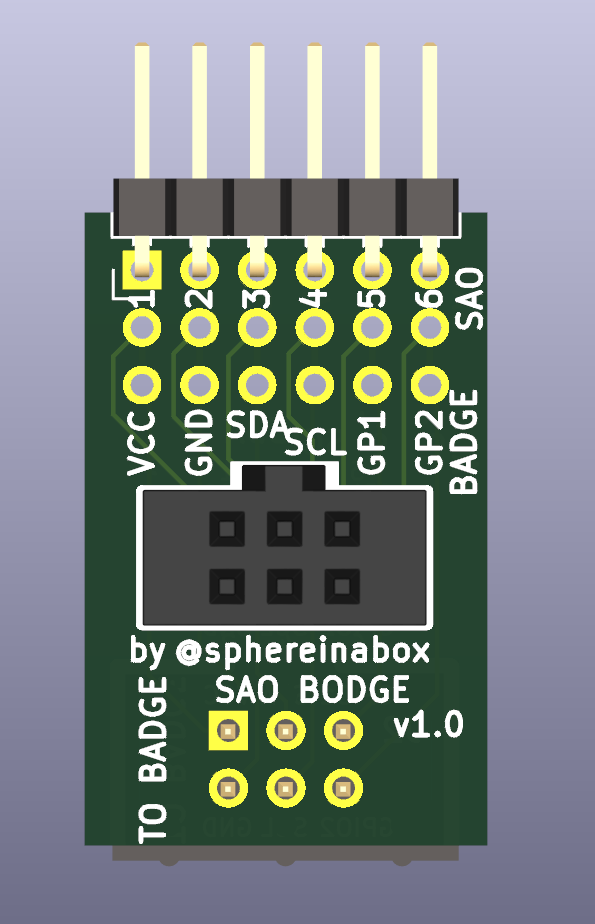 1 2 3 4 5 6
SAO
VCC GND SDA SCL GP1 GP2
BADGE
by @sphereinabox
SAO BODGE
v1.0
TO BADGE